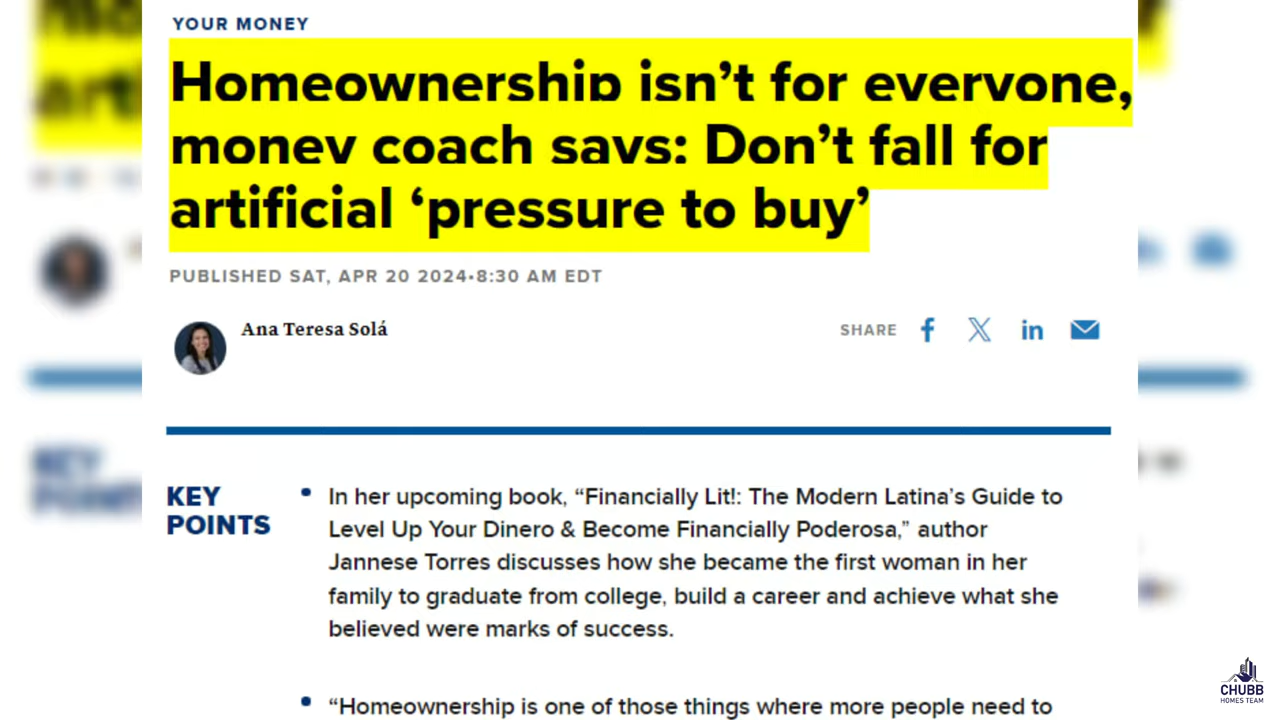 YOUR MONEY
Homeownership isn’t for everyone,
money coach says: Don’t fall for
artificial ‘pressure to buy’
PUBLISHED SAT, APR 20 2024•8:30 AM EDT
Ana Teresa Solá
SHARE
KEY
POINTS
• In her upcoming book, “Financially Lit!: The Modern Latina’s Guide to
Level Up Your Dinero & Become Financially Poderosa,” author
Jannese Torres discusses how she became the first woman in her
family to graduate from college, build a career and achieve what she
believed were marks of success.
• “Homeownership is one of those things where more people need to
CHUBB
HOMES TEAM